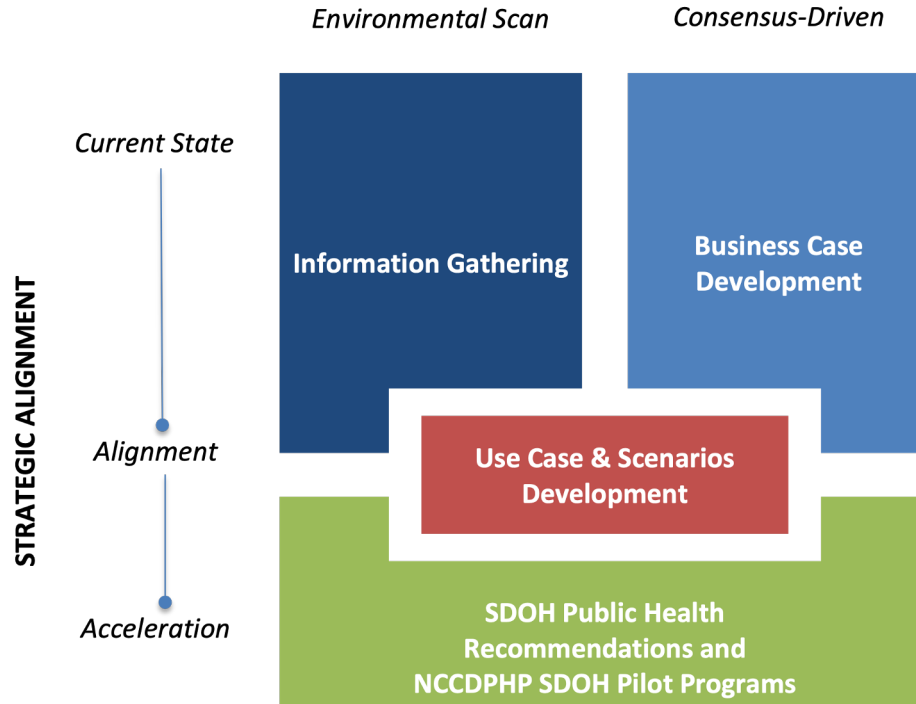 Environmental Scan
Consensus-Driven
Current State
Information Gathering
Business Case
Development
STRATEGIC ALIGNMENT
Alignment
Use Case & Scenarios
Development
Acceleration
SDOH Public Health
Recommendations and
NCCDPHP SDOH Pilot Programs